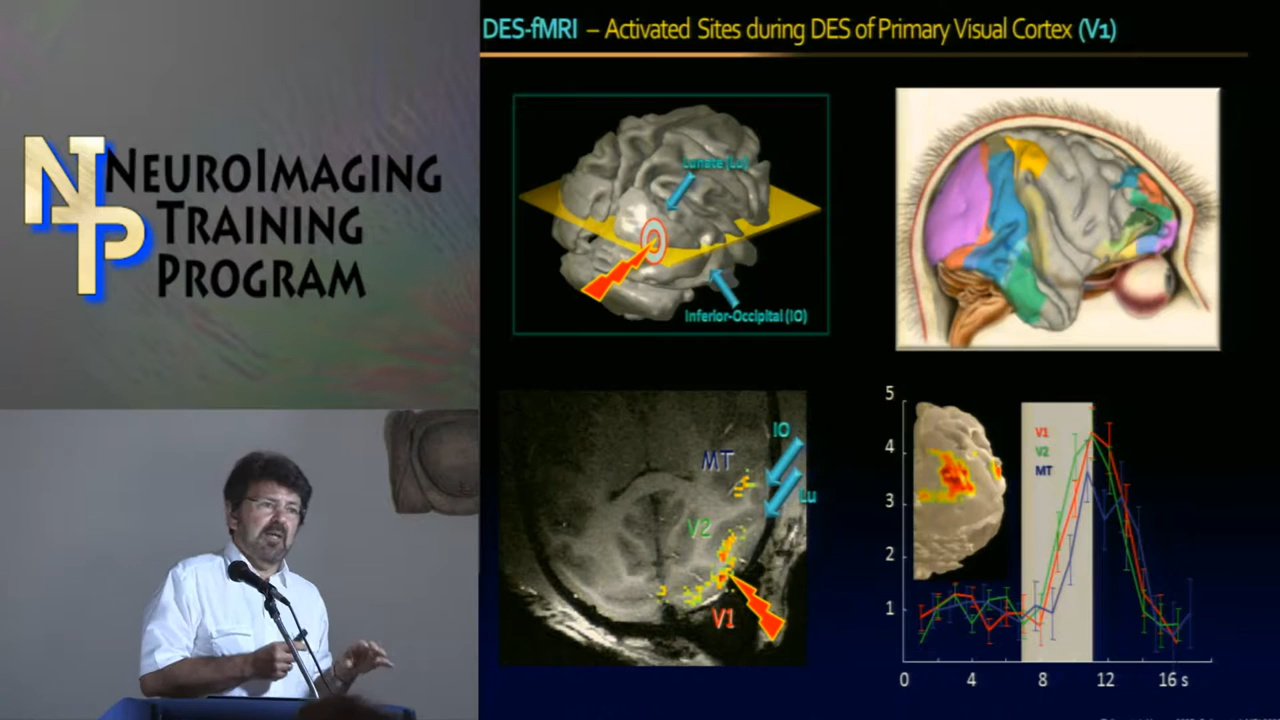 NEUROIMAGING
TRAINING
PROGRAM
NTP
DES-fMRI – Activated Sites during DES of Primary Visual Cortex (V1)
Lunate (Lu)
Inferior-Occipital (IO)
IO
MT
Lu
V2
V1
5
4
3
2
1
V1
V2
MT
0 4 8 12 16 s